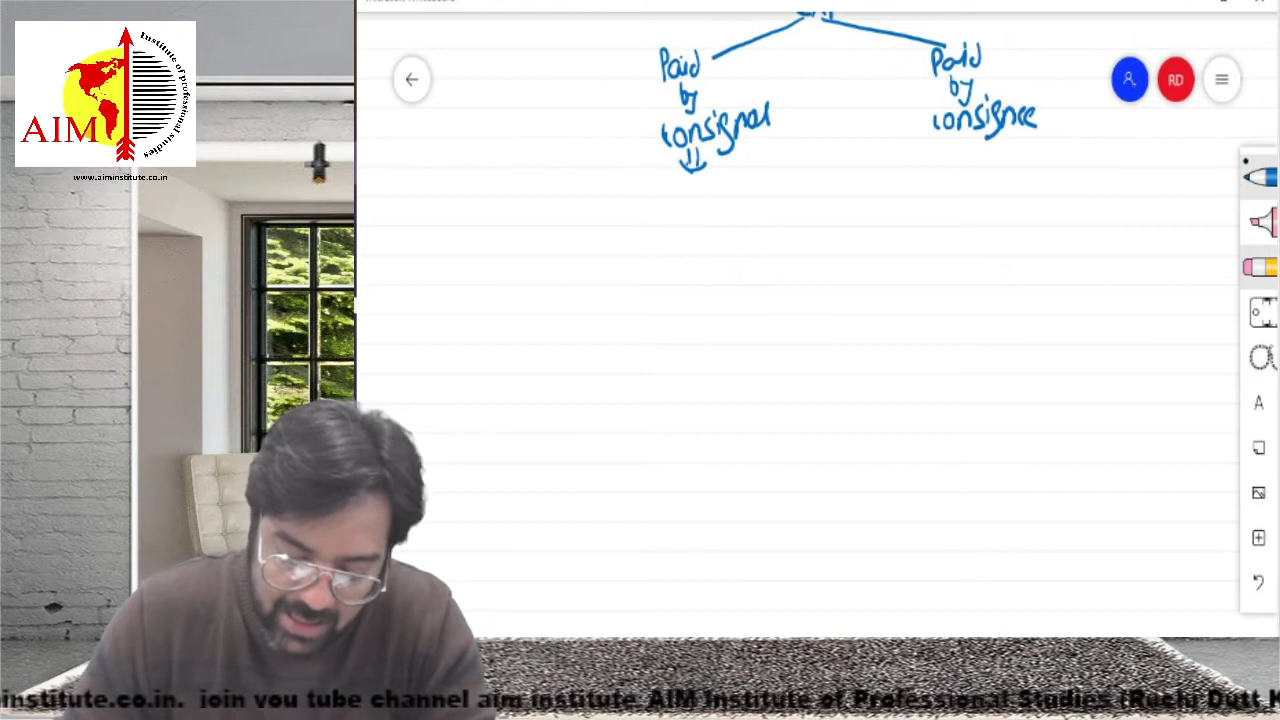 Institute of professional studies
AIM
www.aiminstitute.co.in
Paid
by
consignor
Paid
by
consignee
RD
A
institute.co.in. join you tube channel aim institute AIM Institute of Professional Studies (Ruchi Dutt